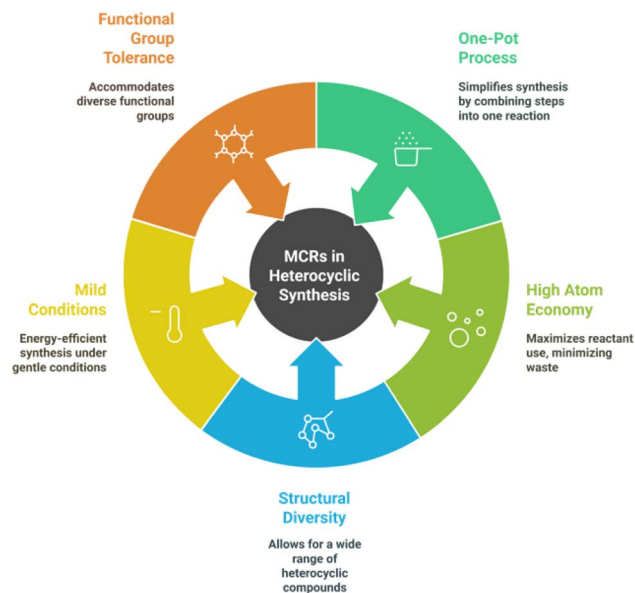 Functional
Group
Tolerance
Accommodates
diverse functional
groups
One-Pot
Process
Simplifies synthesis
by combining steps
into one reaction
MCRs in
Heterocyclic
Synthesis
Mild
Conditions
Energy-efficient
synthesis under
gentle conditions
High Atom
Economy
Maximizes reactant
use, minimizing
waste
Structural
Diversity
Allows for a wide
range of
heterocyclic
compounds